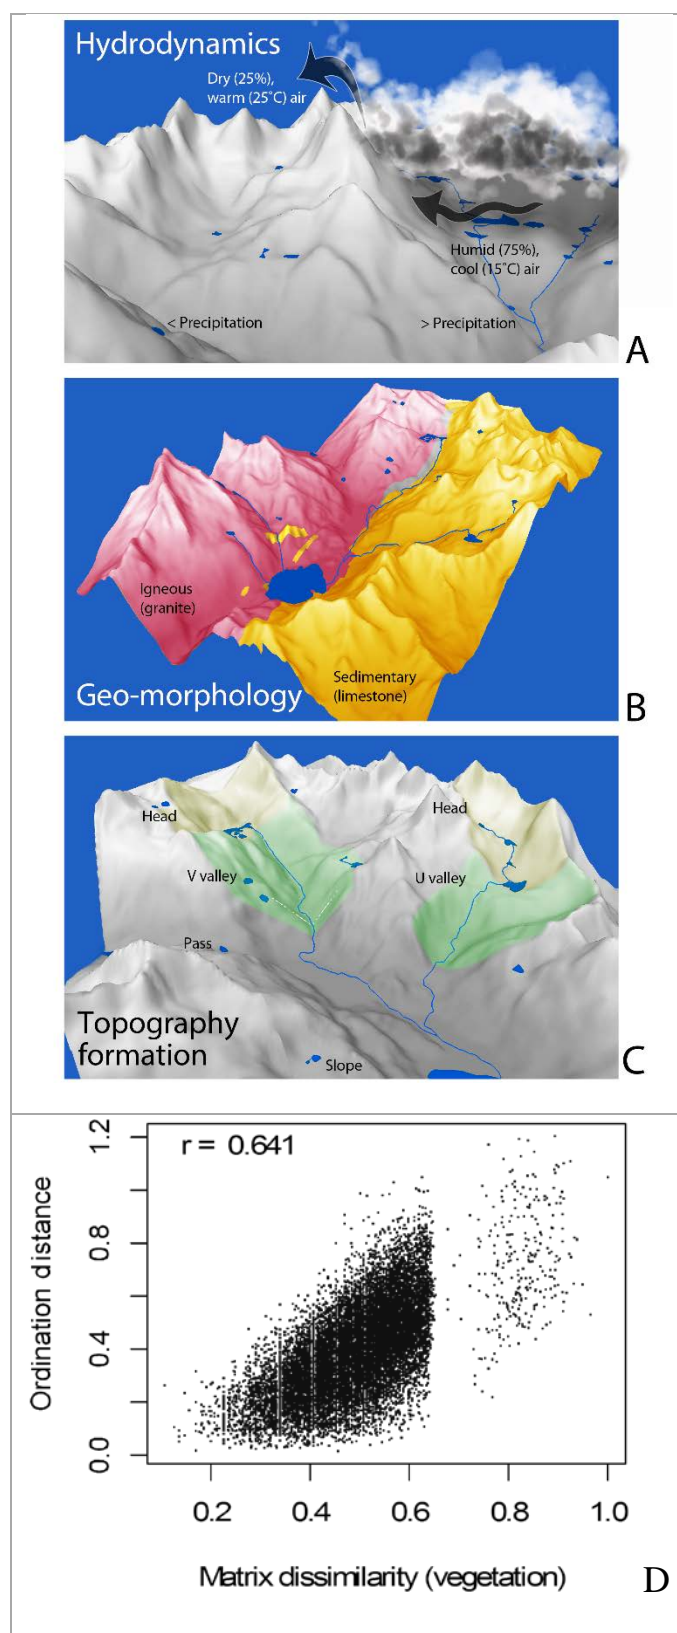 Hydrodynamics
Dry (25%),
warm (25˚C) air
Humid (75%),
cool (15˚C) air
< Precipitation
> Precipitation
A
Igneous
(granite)
Sedimentary
(limestone)
Geo-morphology
B
Head
Head
V valley
U valley
Pass
Topography
formation
Slope
C
r = 0.641
Ordination distance
1.2
0.8
0.4
0.0
0.2
0.4
0.6
0.8
1.0
Matrix dissimilarity (vegetation)
D